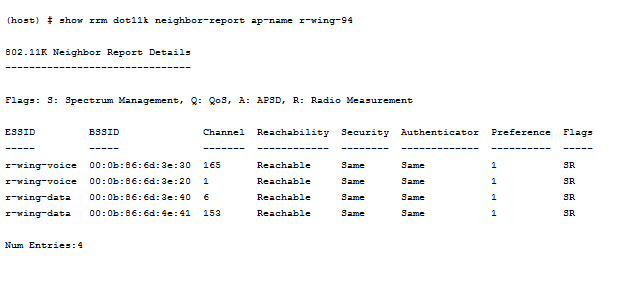 (host) # show rrm dot11k neighbor-report ap-name r-wing-94
802.11K Neighbor Report Details
-------------------------------
Flags: S: Spectrum Management, Q: QoS, A: APSD, R: Radio Measurement
ESSID BSSID Channel Reachability Security Authenticator Preference Flags
----- ----- ------- ------------ -------- ------------- ---------- -----
r-wing-voice 00:0b:86:6d:3e:30 165 Reachable Same Same 1 SR
r-wing-voice 00:0b:86:6d:3e:20 1 Reachable Same Same 1 SR
r-wing-data 00:0b:86:6d:3e:40 6 Reachable Same Same 1 SR
r-wing-data 00:0b:86:6d:4e:41 153 Reachable Same Same 1 SR
Num Entries:4